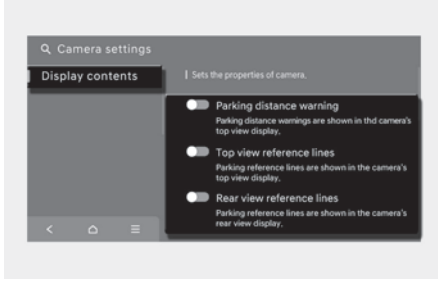 Camera settings
Display contents
Sets the properties of camera.
Parking distance warning
Parking distance warnings are shown in thd camera's
top view display.
Top view reference lines
Parking reference lines are shown in the camera's
top view display.
Rear view reference lines
Parking reference lines are shown in the camera's
rear view display.